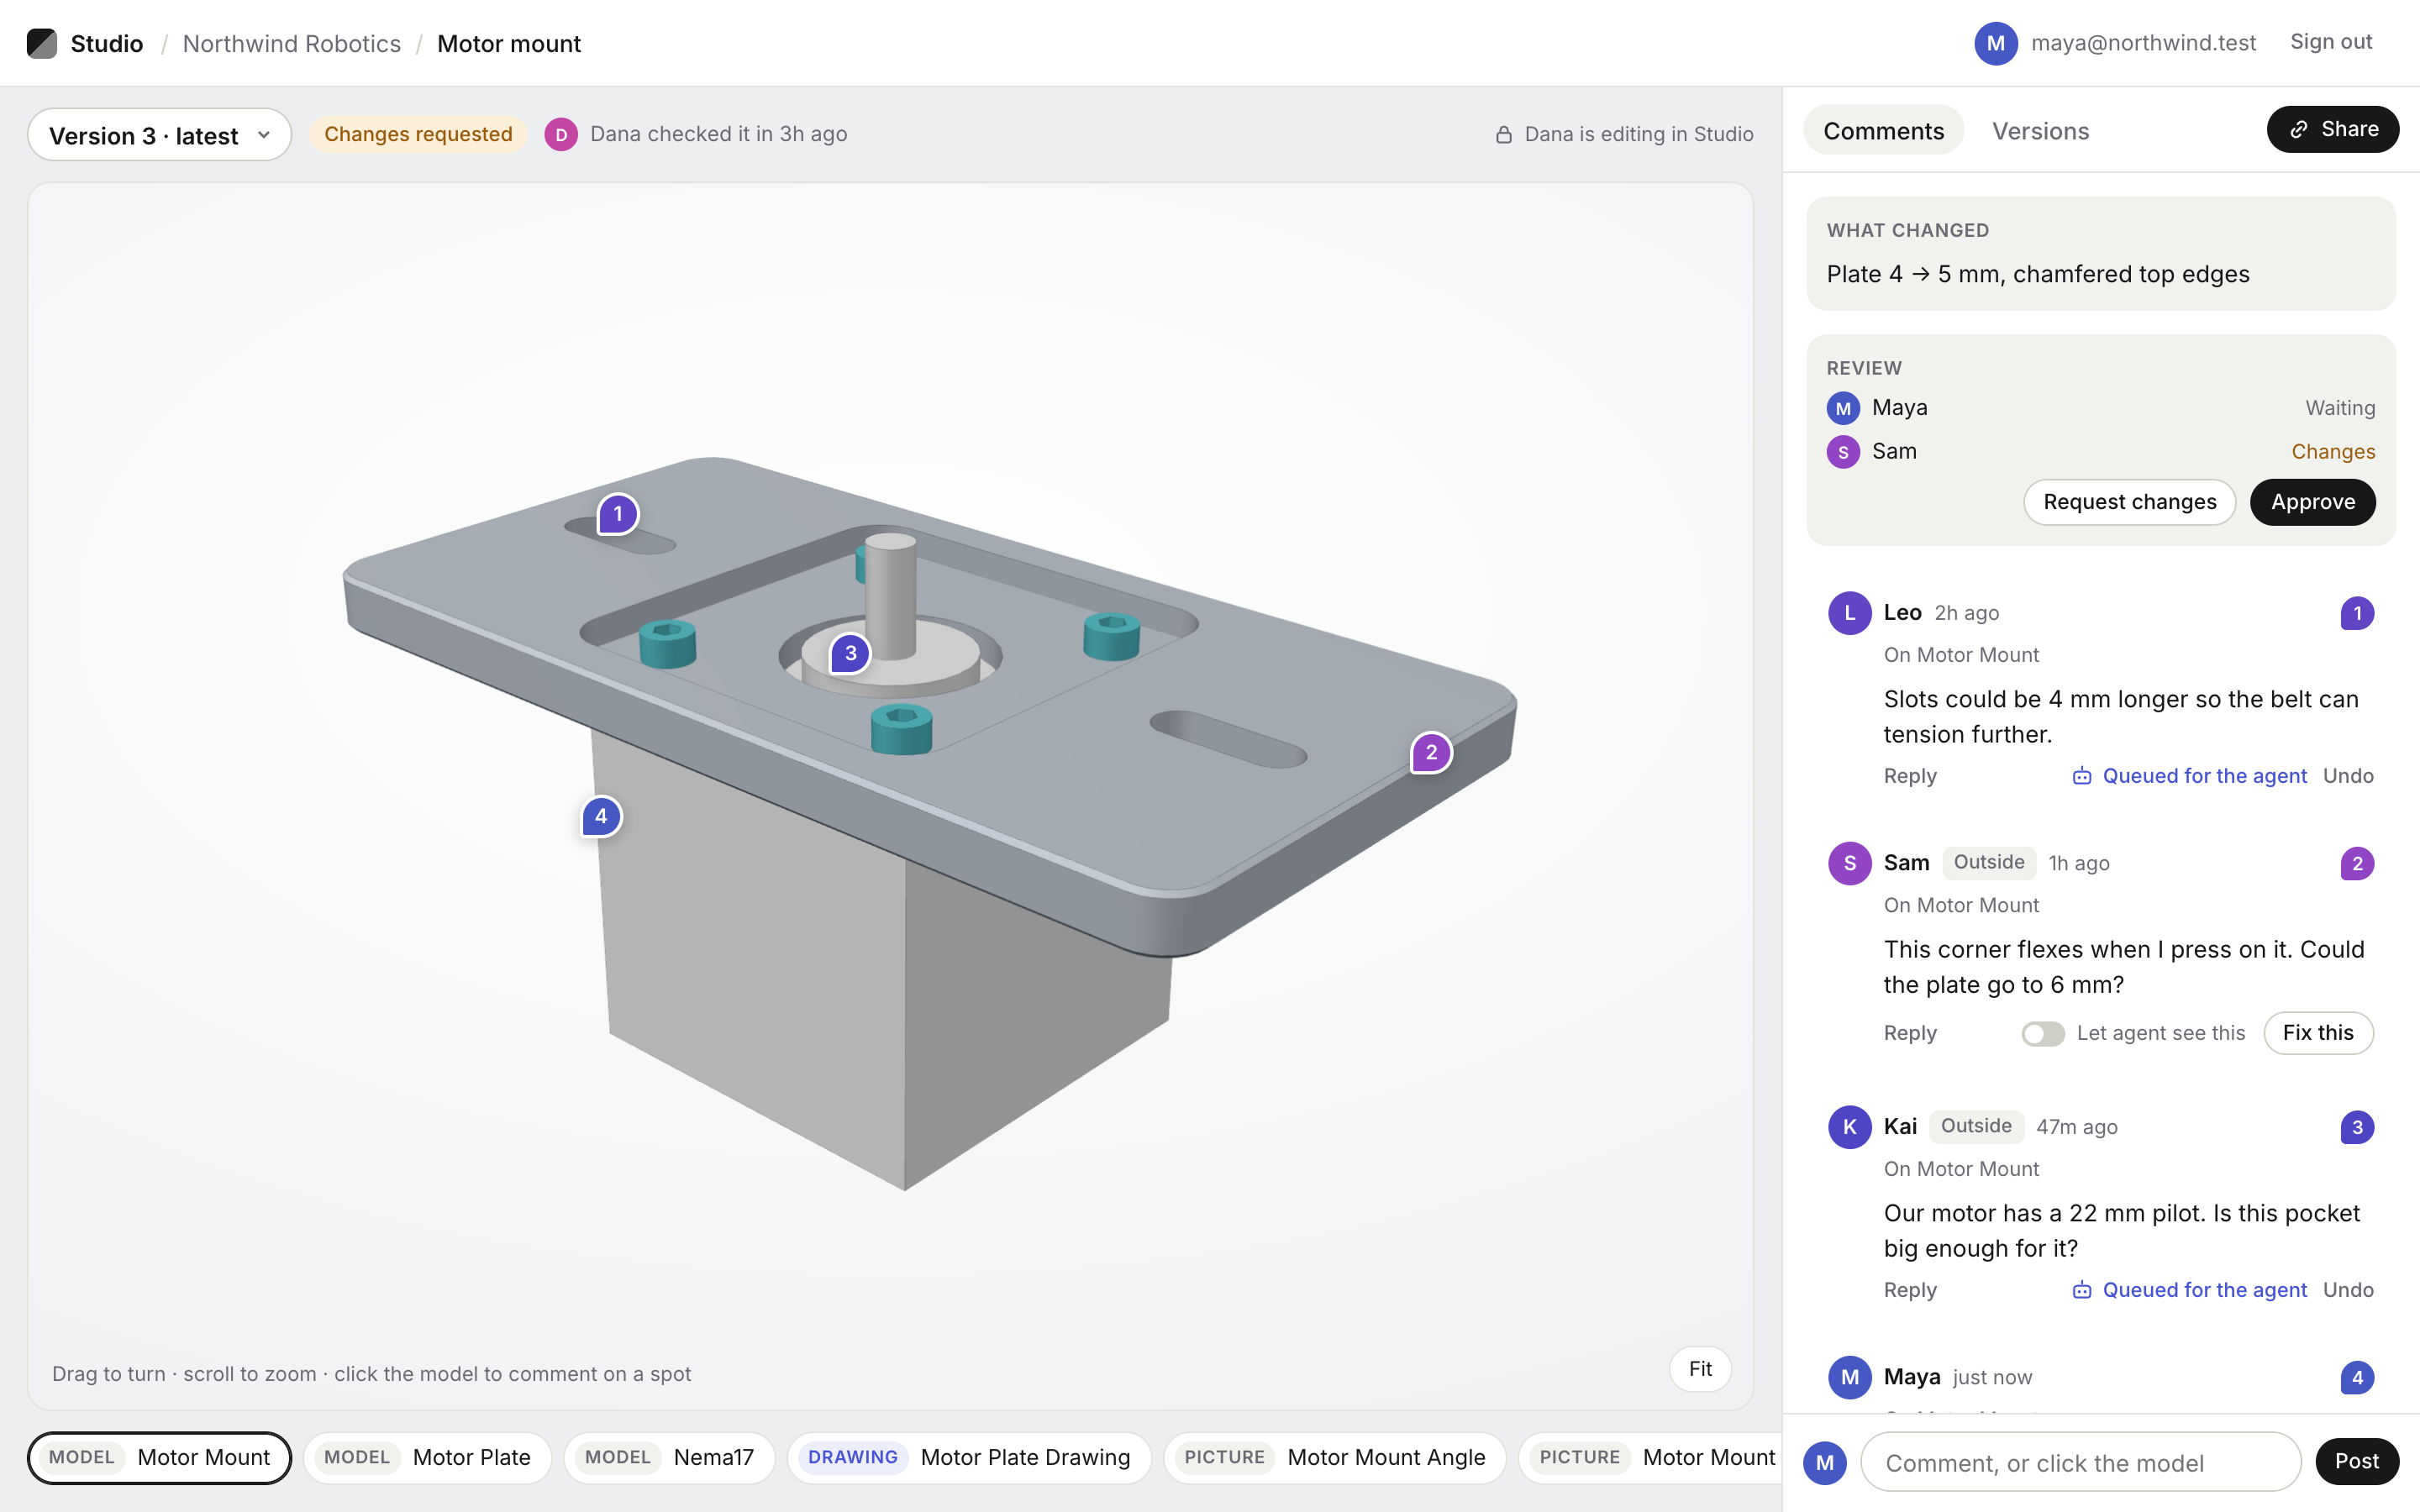 Studio / Northwind Robotics / Motor mount
M maya@northwind.test Sign out
Version 3 · latest
Changes requested
D Dana checked it in 3h ago
Dana is editing in Studio
1
3
2
4
Drag to turn · scroll to zoom · click the model to comment on a spot
Fit
MODEL Motor Mount
MODEL Motor Plate
MODEL Nema17
DRAWING Motor Plate Drawing
PICTURE Motor Mount Angle
PICTURE Motor Mount
Comments
Versions
Share
WHAT CHANGED
Plate 4 → 5 mm, chamfered top edges
REVIEW
M Maya Waiting
S Sam Changes
Request changes
Approve
L Leo 2h ago 1
On Motor Mount
Slots could be 4 mm longer so the belt can
tension further.
Reply Queued for the agent Undo
S Sam Outside 1h ago 2
On Motor Mount
This corner flexes when I press on it. Could
the plate go to 6 mm?
Reply Let agent see this Fix this
K Kai Outside 47m ago 3
On Motor Mount
Our motor has a 22 mm pilot. Is this pocket
big enough for it?
Reply Queued for the agent Undo
M Maya just now 4
M Comment, or click the model Post